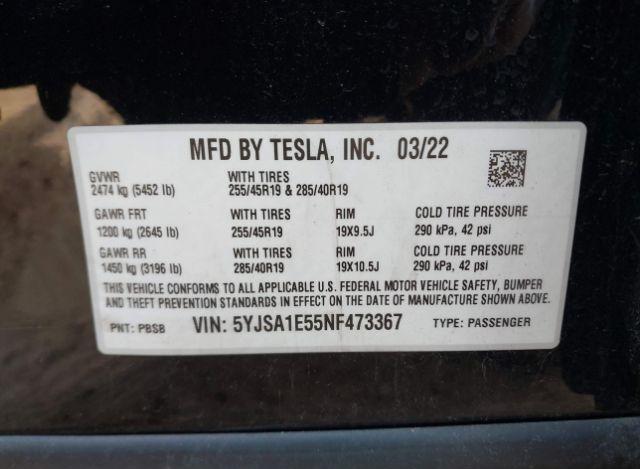 MFD BY TESLA, INC. 03/22
GVWR WITH TIRES
2474 kg (5452 lb) 255/45R19 & 285/40R19
GAWR FRT WITH TIRES RIM COLD TIRE PRESSURE
1200 kg (2645 lb) 255/45R19 19X9.5J 290 kPa, 42 psi
GAWR RR WITH TIRES RIM COLD TIRE PRESSURE
1450 kg (3196 lb) 285/40R19 19X10.5J 290 kPa, 42 psi
THIS VEHICLE CONFORMS TO ALL APPLICABLE U.S. FEDERAL MOTOR VEHICLE SAFETY, BUMPER
AND THEFT PREVENTION STANDARDS IN EFFECT ON THE DATE OF MANUFACTURE SHOWN ABOVE.
PNT: PBSB VIN: 5YJSA1E55NF473367 TYPE: PASSENGER